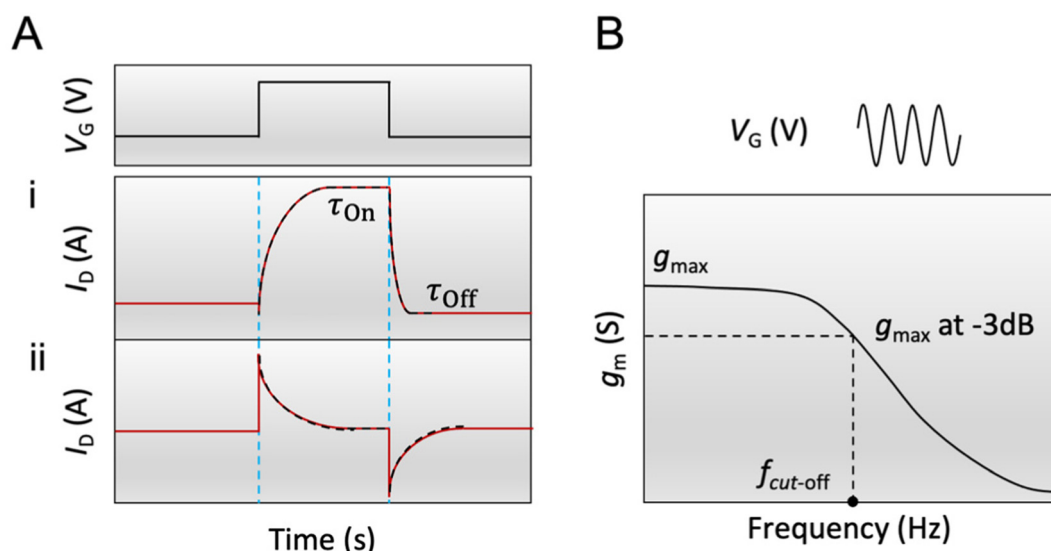 A
V_G (V)
i
I_D (A)
τ_On
τ_Off
ii
I_D (A)
Time (s)
B
V_G (V)
g_max
g_max at -3dB
g_m (S)
f_cut-off
Frequency (Hz)